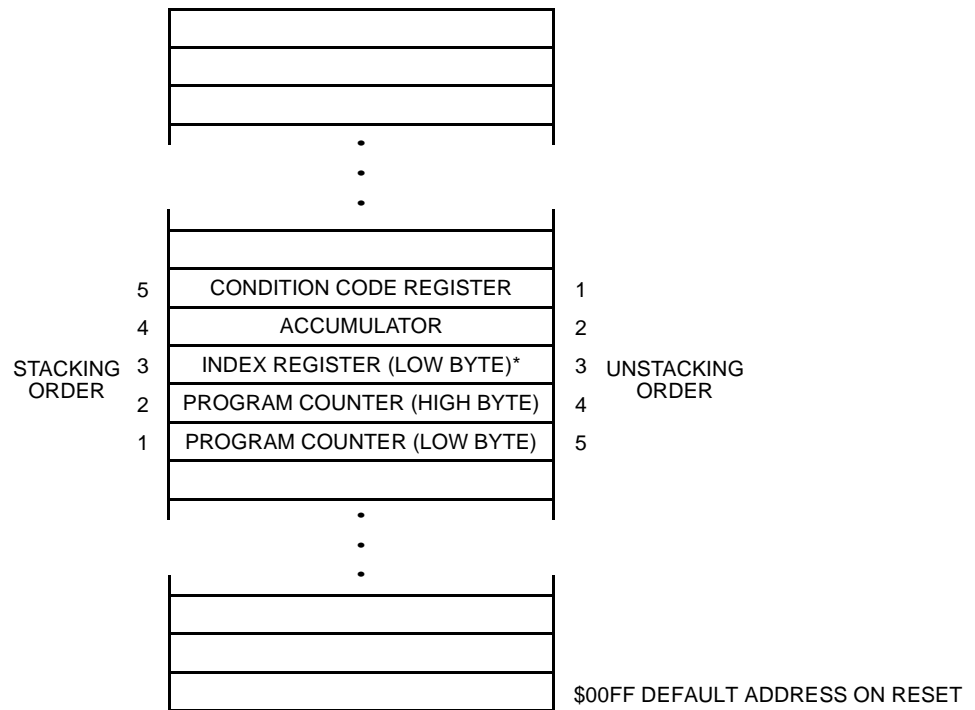 5 CONDITION CODE REGISTER 1
4 ACCUMULATOR 2
STACKING ORDER 3 INDEX REGISTER (LOW BYTE)* 3 UNSTACKING ORDER
2 PROGRAM COUNTER (HIGH BYTE) 4
1 PROGRAM COUNTER (LOW BYTE) 5
$00FF DEFAULT ADDRESS ON RESET